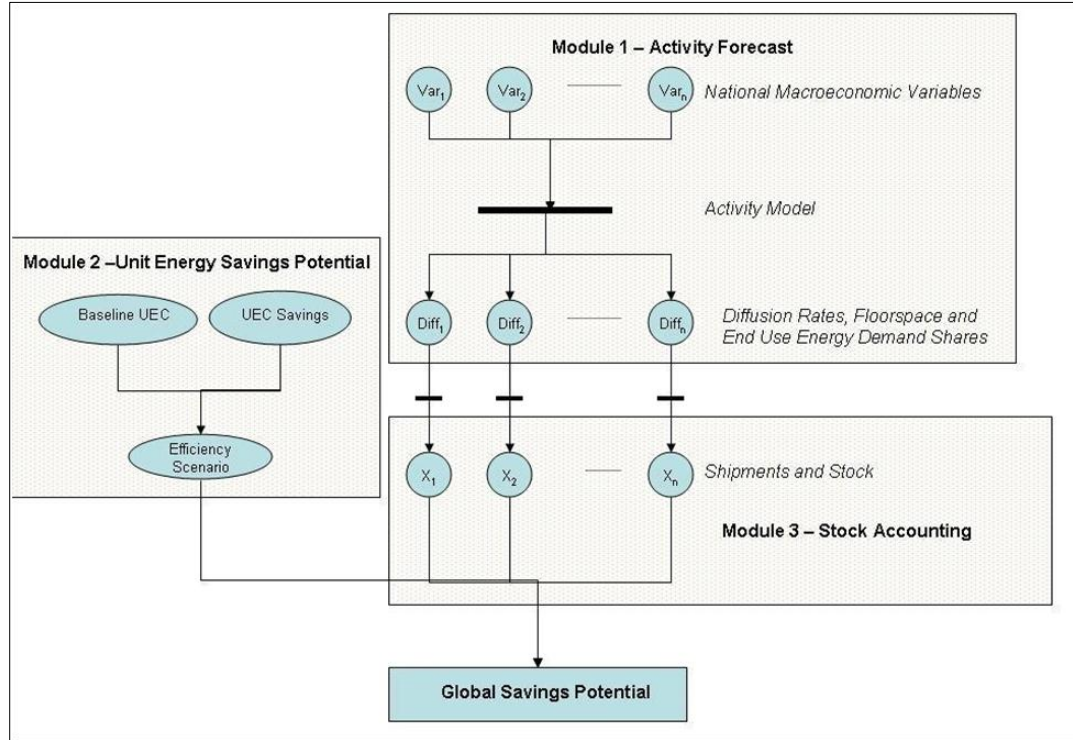 Module 1 – Activity Forecast
Var1 Var2 Varn National Macroeconomic Variables
Activity Model
Module 2 –Unit Energy Savings Potential
Baseline UEC UEC Savings
Diff1 Diff2 Diffn Diffusion Rates, Floorspace and
End Use Energy Demand Shares
Efficiency
Scenario
X1 X2 Xn Shipments and Stock
Module 3 – Stock Accounting
Global Savings Potential